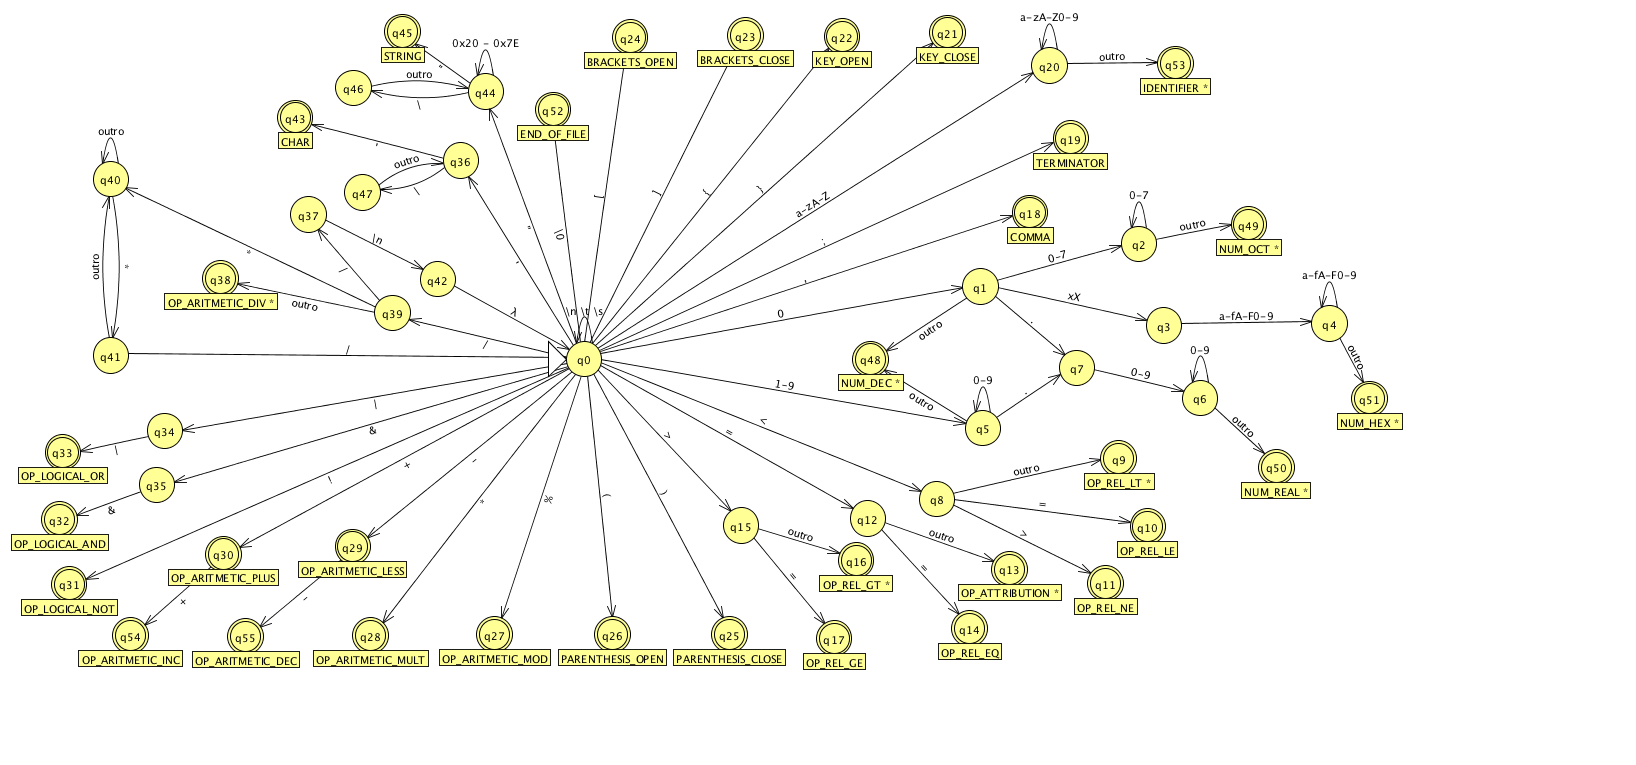 q45
STRING
0x20 - 0x7E
"
outro
q46
\
q44
q24
BRACKETS_OPEN
q23
BRACKETS_CLOSE
q22
KEY_OPEN
q21
KEY_CLOSE
a-zA-Z0-9
q20
outro
q53
IDENTIFIER *
q43
CHAR
q52
END_OF_FILE
outro
q40
'
outro
q36
q47
\
q19
TERMINATOR
[
]
{
}
a-zA-Z
q37
\n
"
\0
;
q18
COMMA
0-7
q2
outro
q49
NUM_OCT *
outro
*
*
/
'
,
0-7
q38
OP_ARITMETIC_DIV *
outro
q42
q39
λ
\n \t \s
0
q1
xX
a-fA-F0-9
q3
a-fA-F0-9
q4
outro
.
q41
/
/
q0
q48
NUM_DEC *
outro
q7
0-9
0-9
q6
outro
q51
NUM_HEX *
1-9
0-9
outro
.
q5
outro
q50
NUM_REAL *
|
q34
|
q33
OP_LOGICAL_OR
&
q35
&
q32
OP_LOGICAL_AND
!
+
-
*
%
(
)
>
=
<
q8
outro
q9
OP_REL_LT *
=
q10
OP_REL_LE
>
q11
OP_REL_NE
q31
OP_LOGICAL_NOT
q30
OP_ARITMETIC_PLUS
q29
OP_ARITMETIC_LESS
q15
outro
q16
OP_REL_GT *
=
q12
outro
q13
OP_ATTRIBUTION *
=
+
-
q54
OP_ARITMETIC_INC
q55
OP_ARITMETIC_DEC
q28
OP_ARITMETIC_MULT
q27
OP_ARITMETIC_MOD
q26
PARENTHESIS_OPEN
q25
PARENTHESIS_CLOSE
q17
OP_REL_GE
q14
OP_REL_EQ